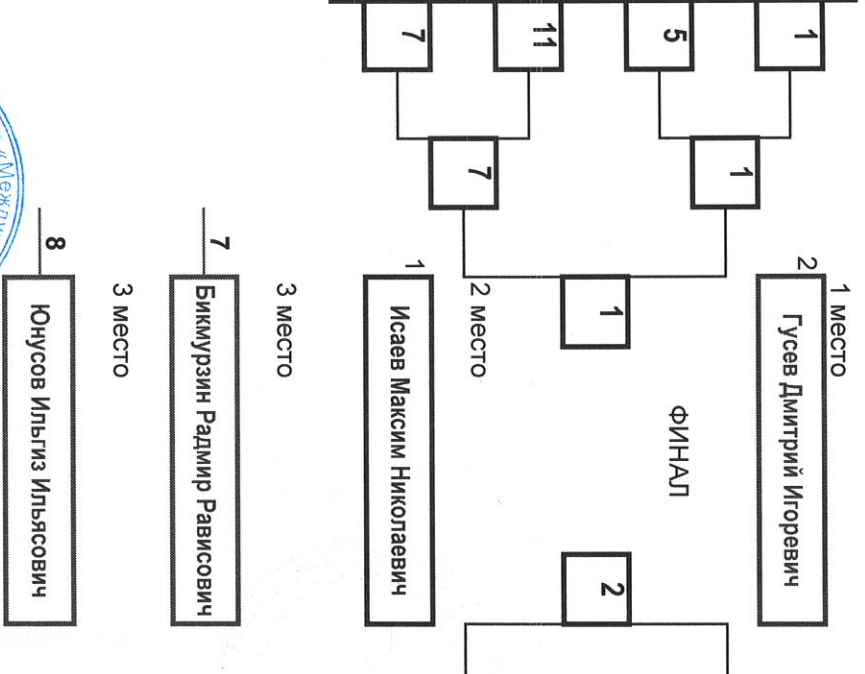 1 место
1 2 Гусев Дмитрий Игоревич
1
5 ФИНАЛ
1 2
11
7 2 место
7 1 Исаев Максим Николаевич
3 место
7 Бикмурзин Радмир Рависович
3 место
8 Юнусов Ильгиз Ильясович